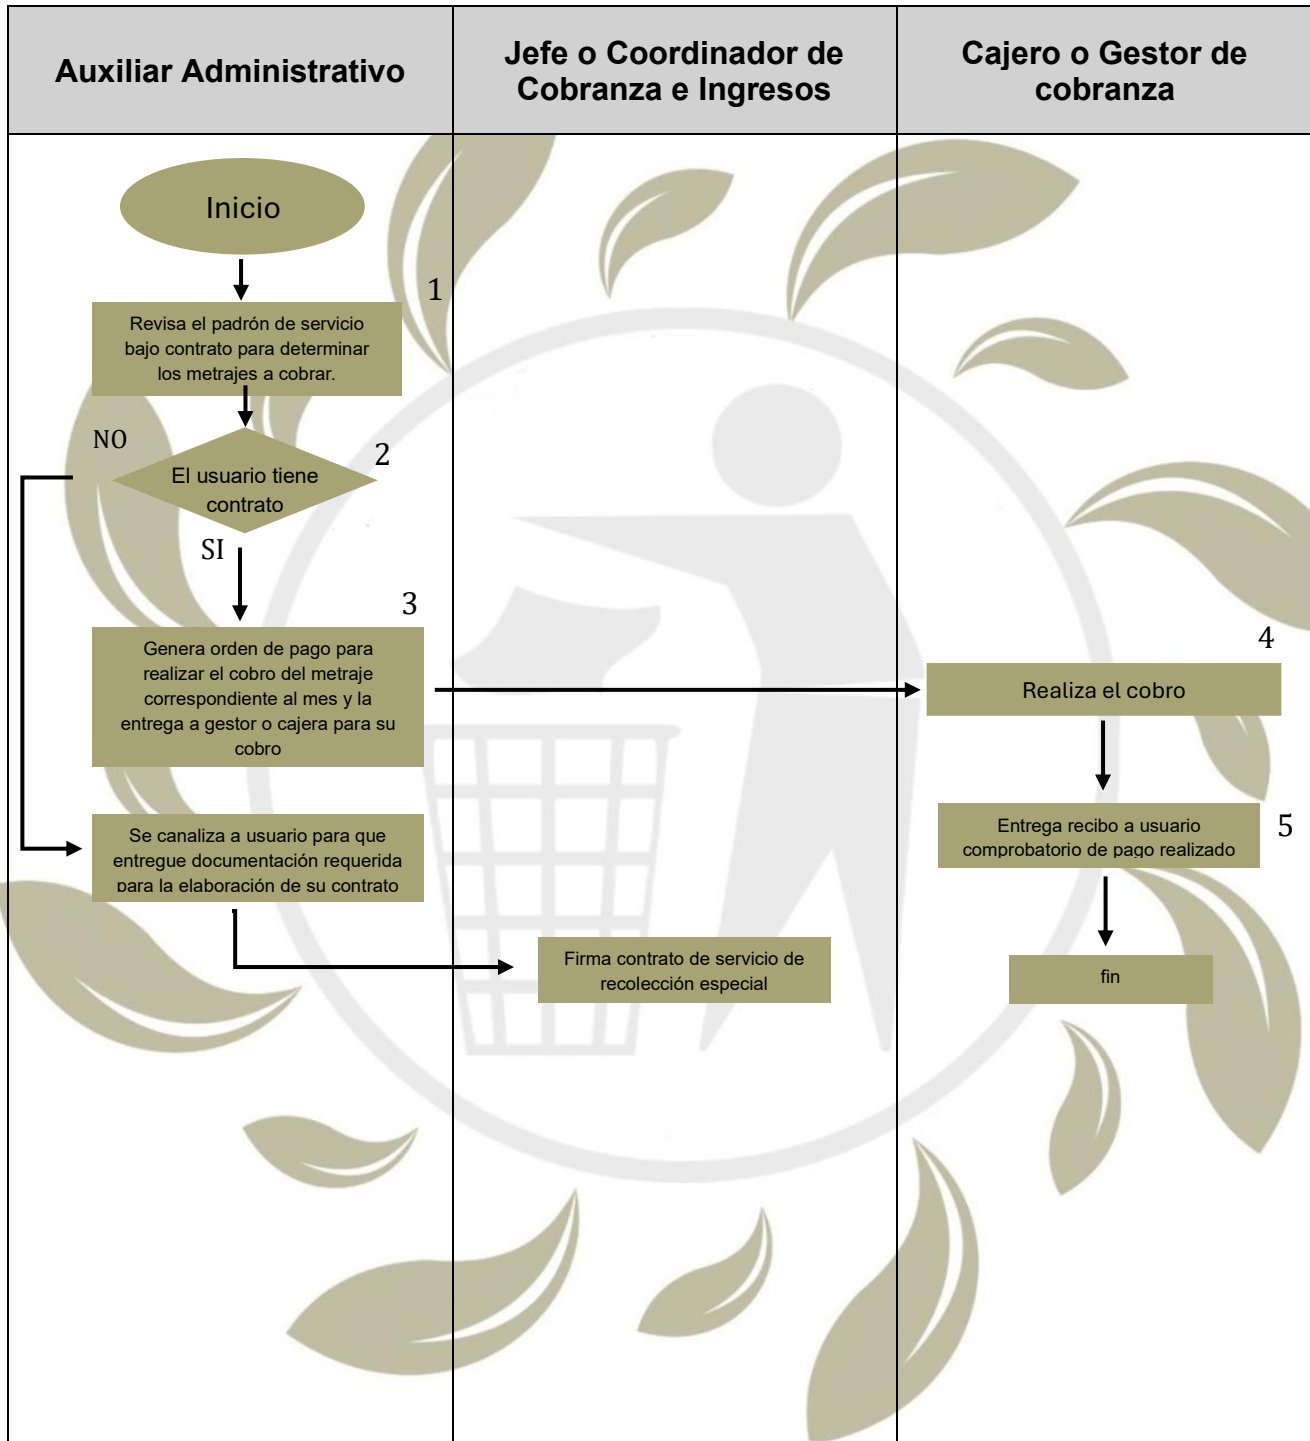 Auxiliar Administrativo
Jefe o Coordinador de
Cobranza e Ingresos
Cajero o Gestor de
cobranza
Inicio
1
Revisa el padrón de servicio
bajo contrato para determinar
los metrajes a cobrar.
NO
2
El usuario tiene
contrato
SI
3
Genera orden de pago para
realizar el cobro del metraje
correspondiente al mes y la
entrega a gestor o cajera para su
cobro
4
Realiza el cobro
Se canaliza a usuario para que
entregue documentación requerida
para la elaboración de su contrato
5
Entrega recibo a usuario
comprobatorio de pago realizado
Firma contrato de servicio de
recolección especial
fin